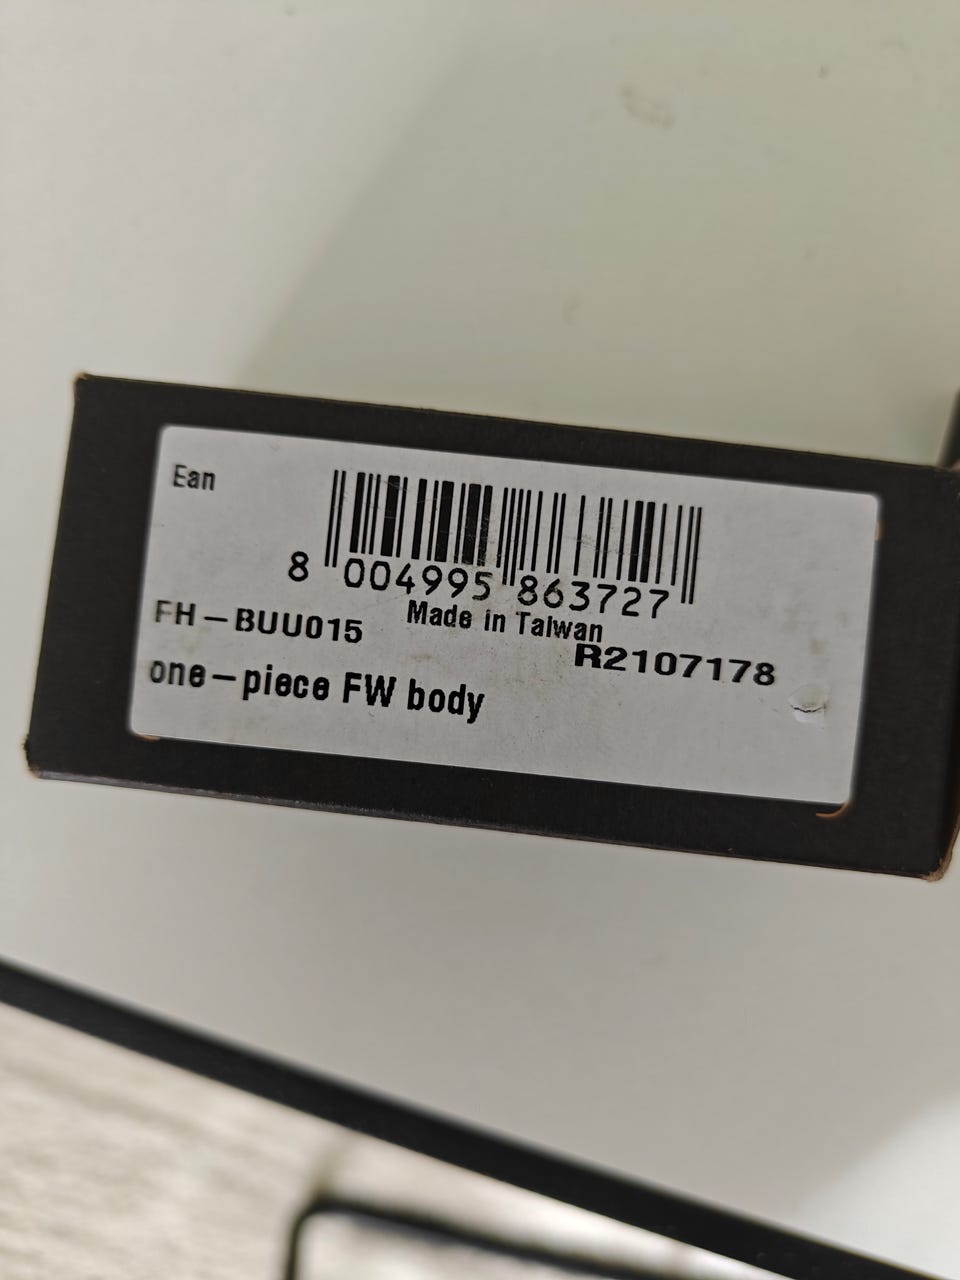 Ean
8 004995 863727
Made in Taiwan
FH-BUU015
R2107178
one-piece FW body